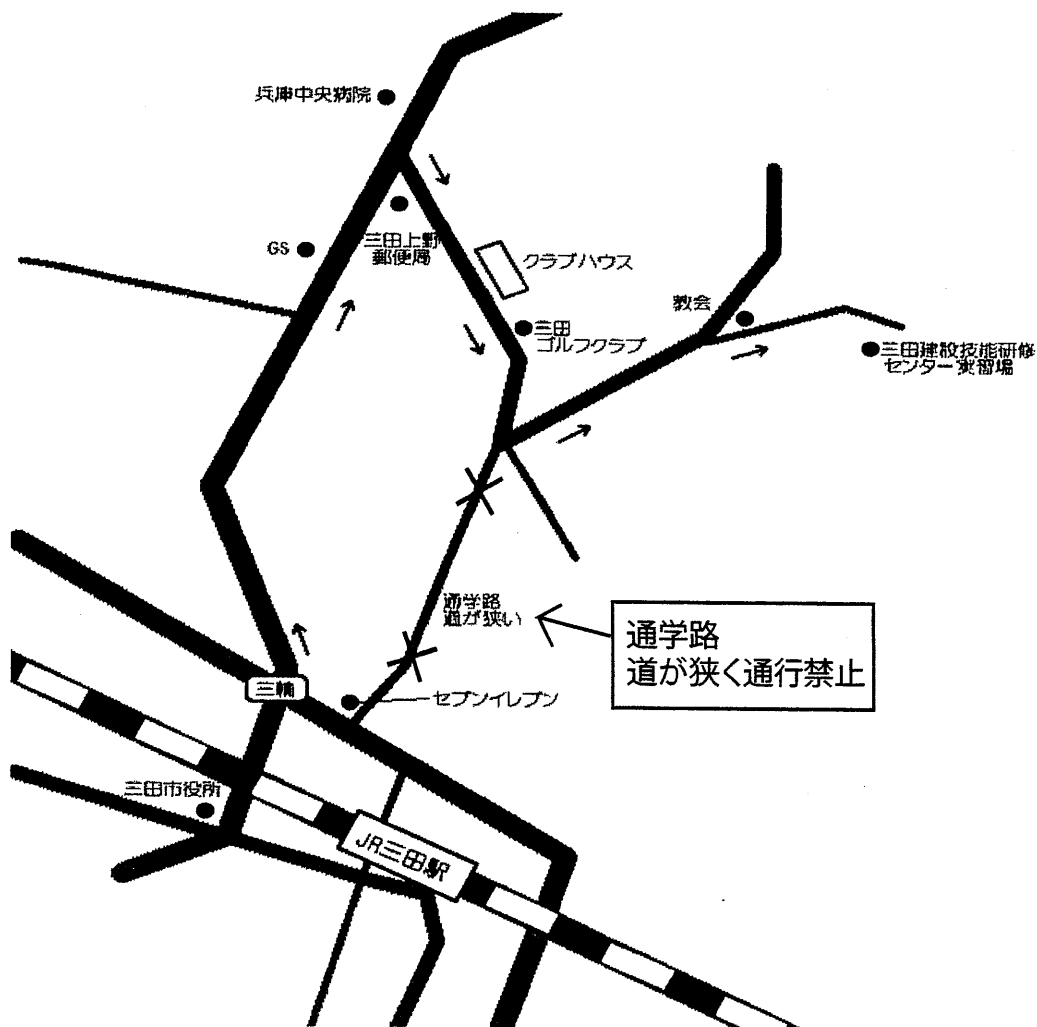 兵庫中央病院
三田上野
郵便局
GS
クラブハウス
三田
ゴルフクラブ
教会
三田建設技能研修
センター実習場
通学路
道が狭い
通学路
道が狭く通行禁止
三輪
セブンイレブン
三田市役所
JR三田駅